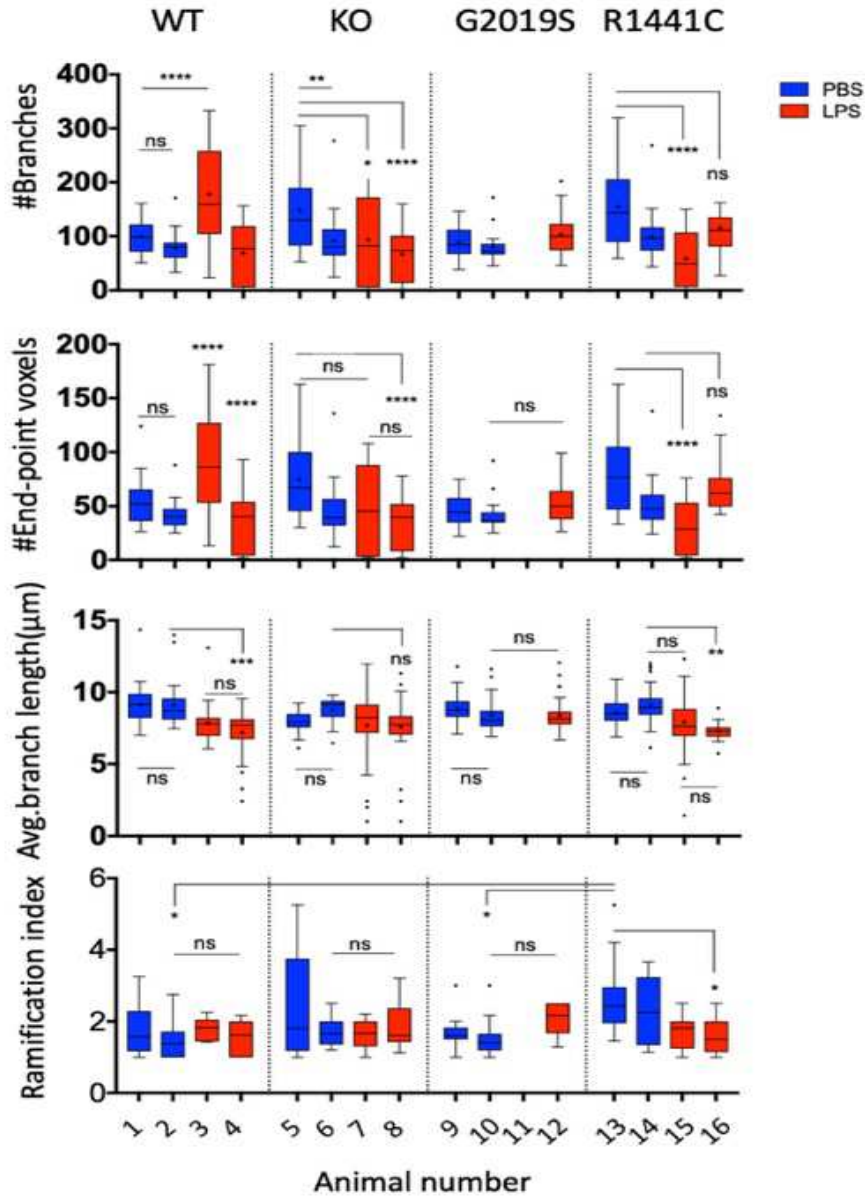 WT KO G2019S R1441C
PBS
LPS
#Branches
400
300
200
100
0
****
ns
**
*
****
****
ns
#End-point voxels
200
150
100
50
0
****
ns
****
ns
****
ns
ns
ns
****
Avg.branch length(μm)
15
10
5
0
***
ns
ns
ns
ns
ns
ns
ns
**
ns
ns
Ramification index
6
4
2
0
*
ns
ns
*
ns
*
1 2 3 4 5 6 7 8 9 10 11 12 13 14 15 16
Animal number